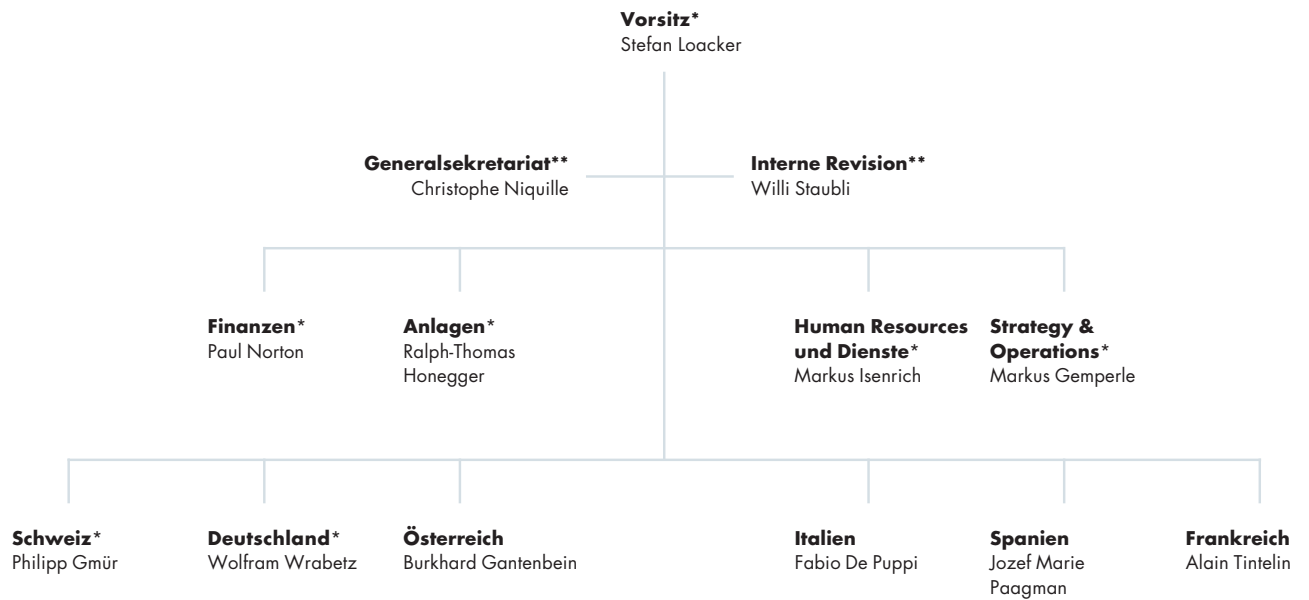 Vorsitz*
Stefan Loacker
Generalsekretariat**
Christophe Niquille
Interne Revision**
Willi Staubli
Finanzen*
Paul Norton
Anlagen*
Ralph-Thomas
Honegger
Human Resources
und Dienste*
Markus Isenrich
Strategy &
Operations*
Markus Gemperle
Schweiz*
Philipp Gmür
Deutschland*
Wolfram Wrabetz
Österreich
Burkhard Gantenbein
Italien
Fabio De Puppi
Spanien
Jozef Marie
Paagman
Frankreich
Alain Tintelin